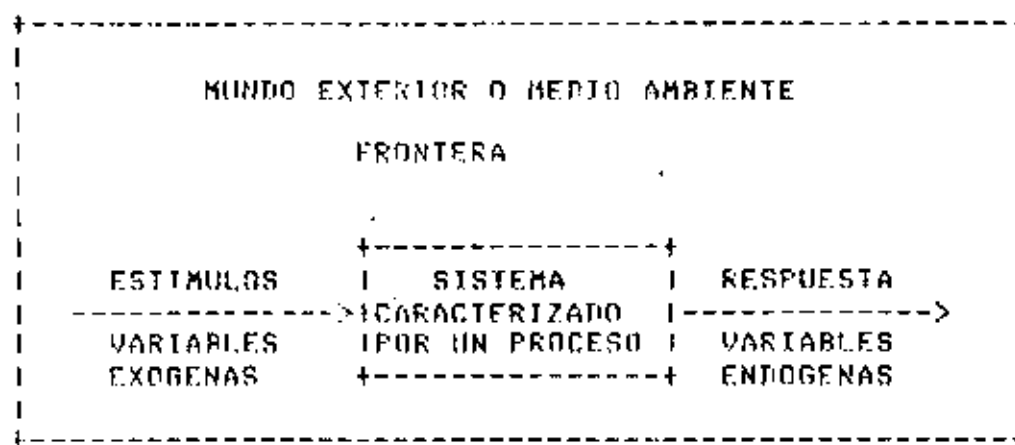 MUNDO EXTERIOR O MEDIO AMBIENTE
FRONTERA
ESTIMULOS SISTEMA RESPUESTA
CARACTERIZADO
VARIABLES POR UN PROCESO VARIABLES
EXOGENAS ENDOGENAS